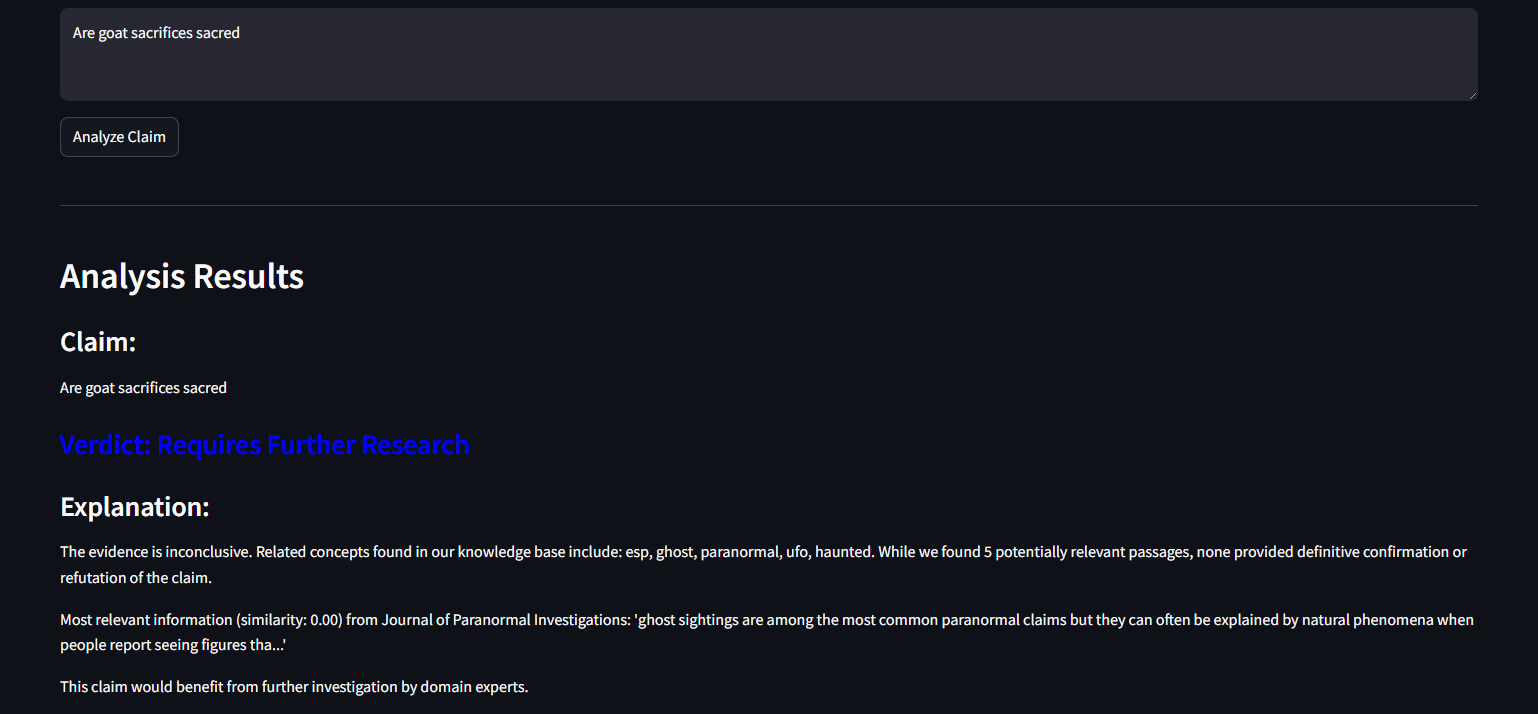 Are goat sacrifices sacred
Analyze Claim
Analysis Results
Claim:
Are goat sacrifices sacred
Verdict: Requires Further Research
Explanation:
The evidence is inconclusive. Related concepts found in our knowledge base include: esp, ghost, paranormal, ufo, haunted. While we found 5 potentially relevant passages, none provided definitive confirmation or
refutation of the claim.
Most relevant information (similarity: 0.00) from Journal of Paranormal Investigations: 'ghost sightings are among the most common paranormal claims but they can often be explained by natural phenomena when
people report seeing figures tha...'
This claim would benefit from further investigation by domain experts.